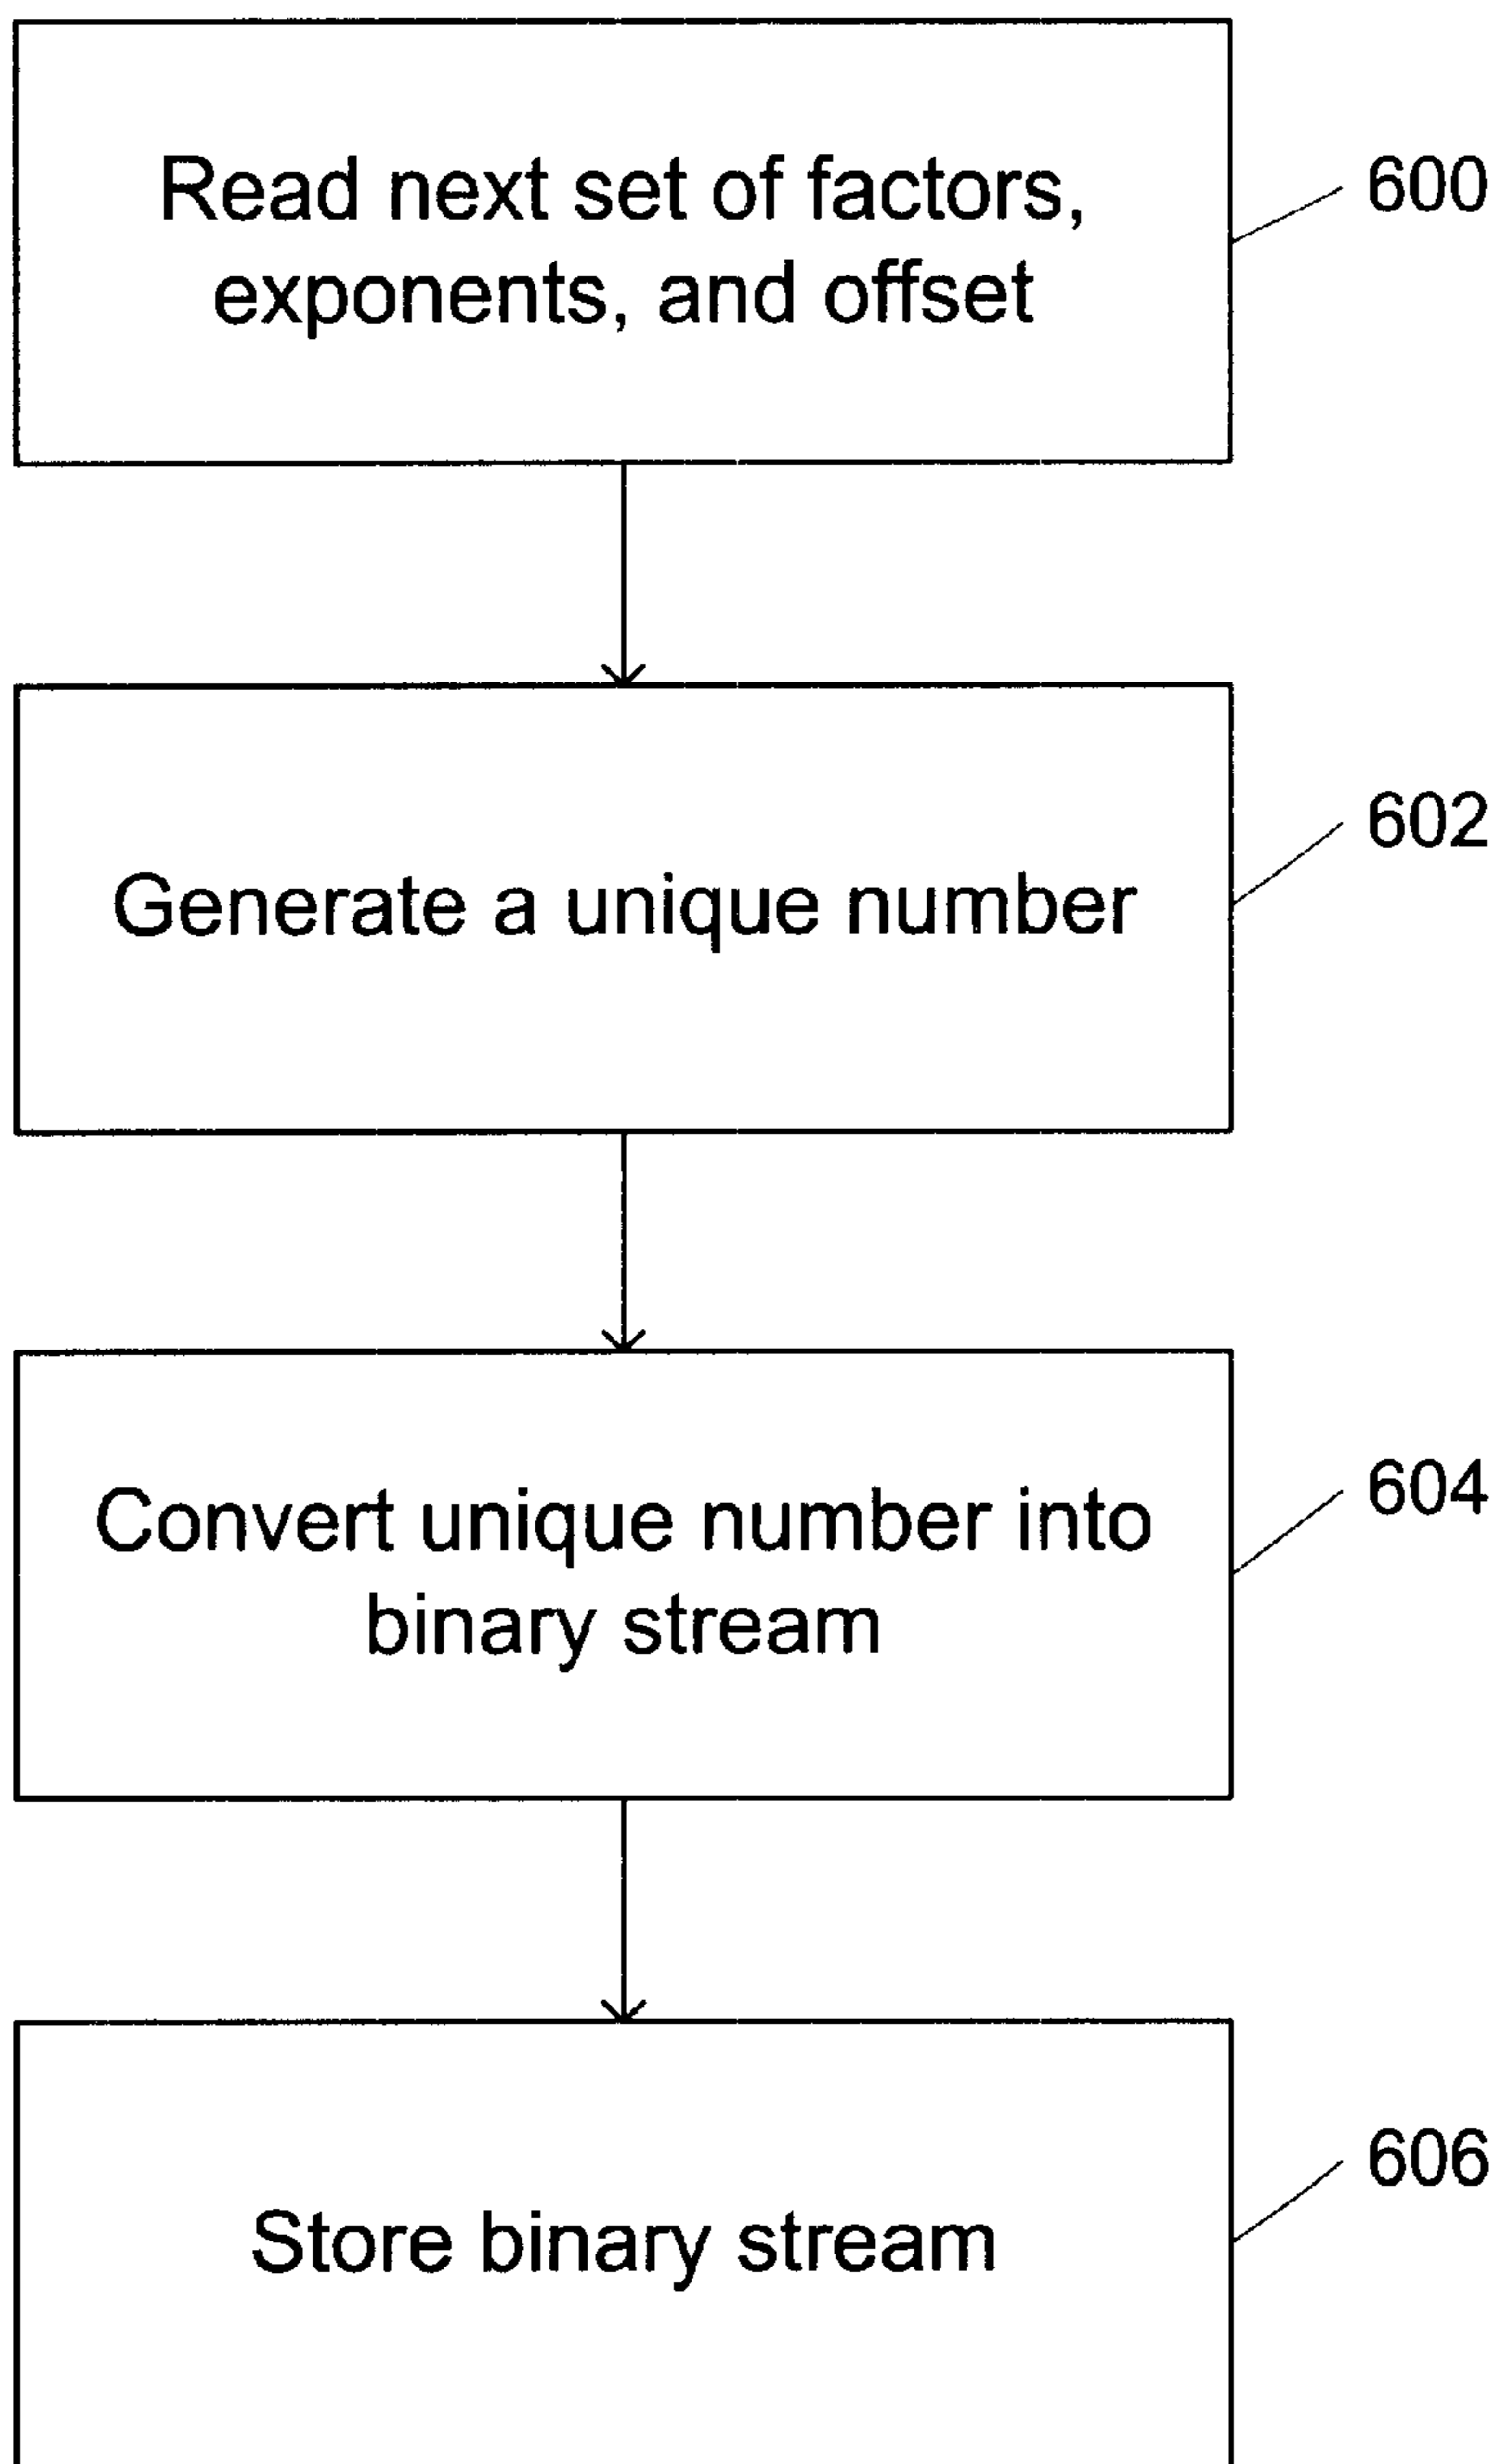 Read next set of factors,
exponents, and offset
600
Generate a unique number
602
Convert unique number into
binary stream
604
Store binary stream
606